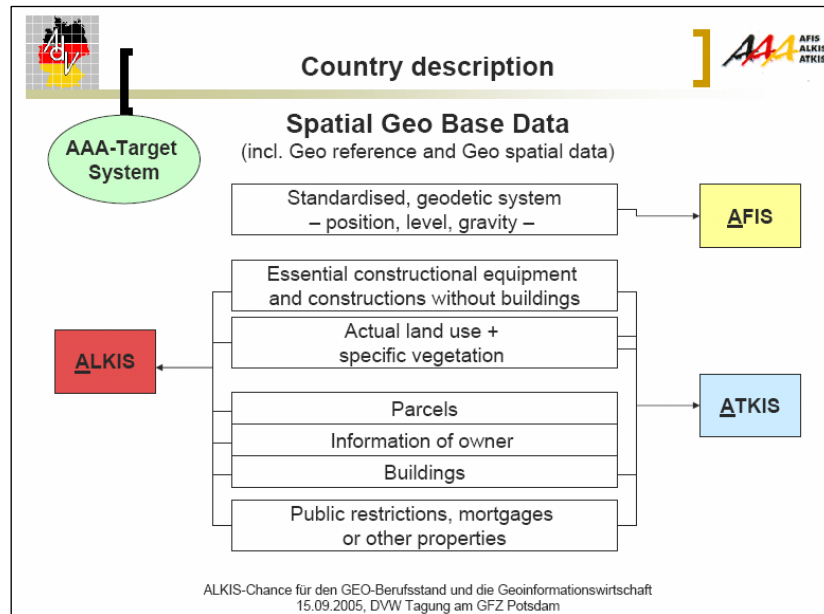 AdV
Country description
AAA
AFIS
ALKIS
ATKIS
AAA-Target
System
Spatial Geo Base Data
(incl. Geo reference and Geo spatial data)
Standardised, geodetic system
– position, level, gravity –
AFIS
Essential constructional equipment
and constructions without buildings
Actual land use +
specific vegetation
ALKIS
Parcels
Information of owner
Buildings
ATKIS
Public restrictions, mortgages
or other properties
ALKIS-Chance für den GEO-Berufsstand und die Geoinformationswirtschaft
15.09.2005, DVW Tagung am GFZ Potsdam